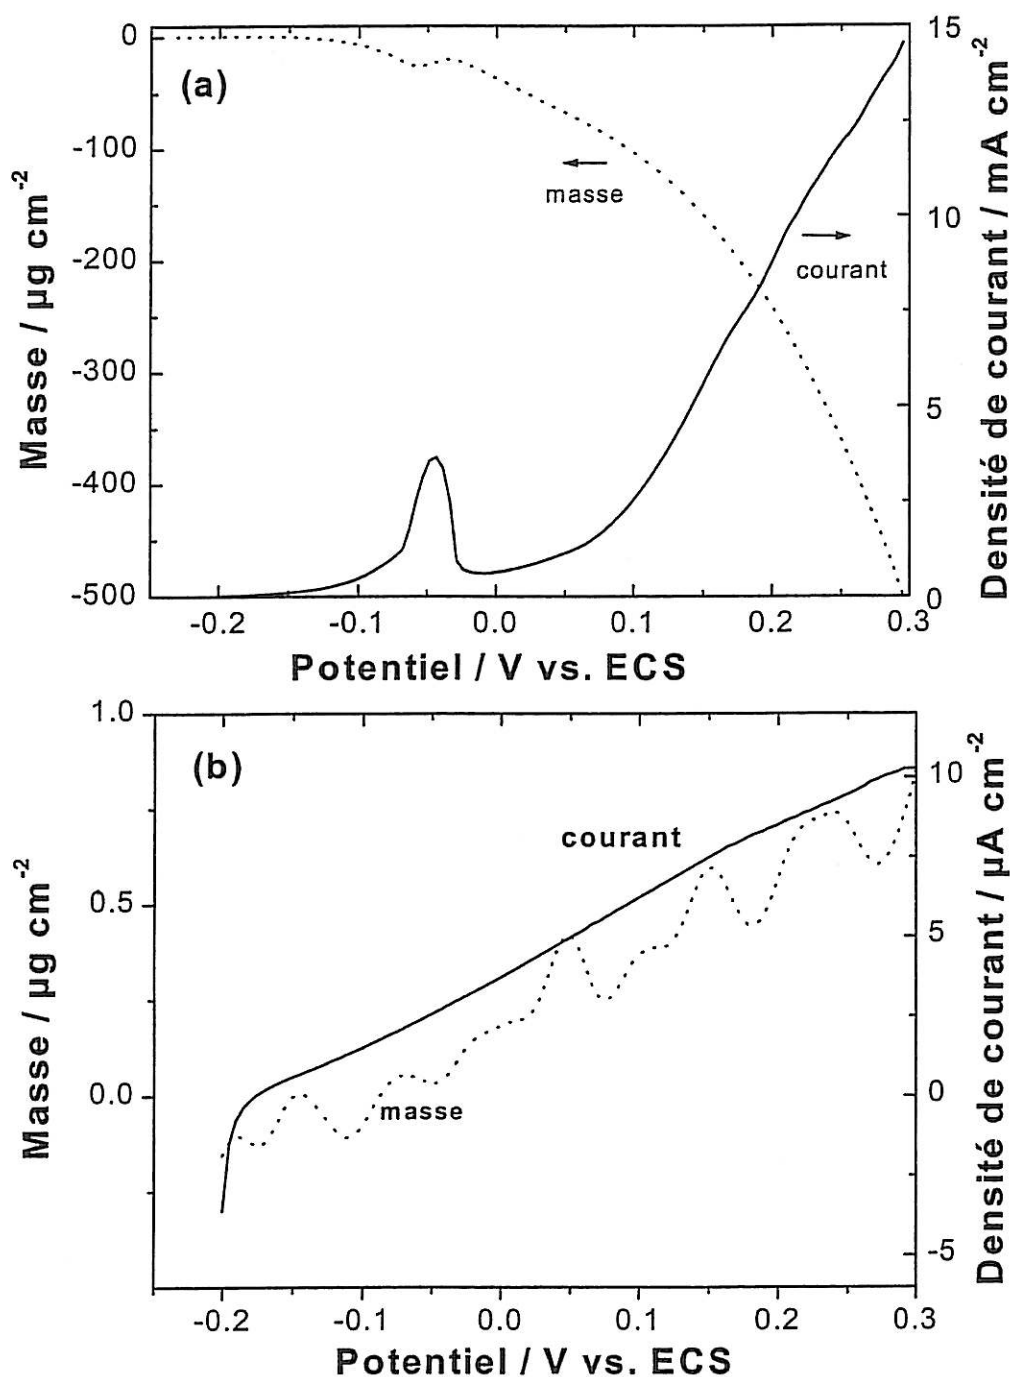 (a)
Masse / µg cm-2
0
-100
-200
-300
-400
-500
masse
courant
Densité de courant / mA cm-2
15
10
5
0
-0.2 -0.1 0.0 0.1 0.2 0.3
Potentiel / V vs. ECS
(b)
Masse / µg cm-2
1.0
0.5
0.0
courant
masse
Densité de courant / µA cm-2
10
5
0
-5
-0.2 -0.1 0.0 0.1 0.2 0.3
Potentiel / V vs. ECS